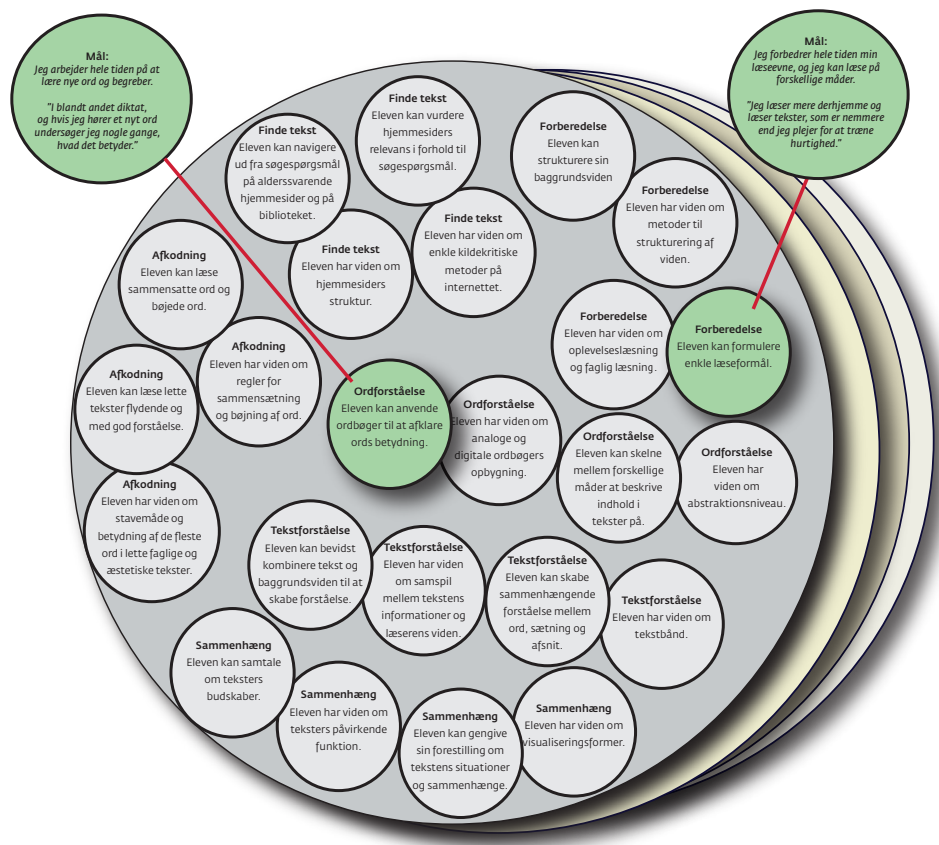 Mål:
Jeg arbejder hele tiden på at
lære nye ord og begreber.
"I blandt andet diktat,
og hvis jeg hører et nyt ord
undersøger jeg nogle gange,
hvad det betyder."
Mål:
Jeg forbedrer hele tiden min
læseevne, og jeg kan læse på
forskellige måder.
"Jeg læser mere derhjemme og
læser tekster, som er nemmere
end jeg plejer for at træne
hurtighed."
Finde tekst
Eleven kan navigere
ud fra søgespørgsmål
på alderssvarende
hjemmesider og på
biblioteket.
Finde tekst
Eleven kan vurdere
hjemmesiders
relevans i forhold til
søgespørgsmål.
Forberedelse
Eleven kan
strukturere sin
baggrundsviden
Forberedelse
Eleven har viden om
metoder til
strukturering af
viden.
Finde tekst
Eleven har viden om
hjemmesiders
struktur.
Finde tekst
Eleven har viden om
enkle kildekritiske
metoder på
internettet.
Afkodning
Eleven kan læse
sammensatte ord og
bøjede ord.
Afkodning
Eleven har viden om
regler for
sammensætning
og bøjning af ord.
Forberedelse
Eleven har viden om
oplevelseslæsning
og faglig læsning.
Forberedelse
Eleven kan formulere
enkle læseformål.
Afkodning
Eleven kan læse lette
tekster flydende og
med god forståelse.
Ordforståelse
Eleven kan anvende
ordbøger til at afklare
ords betydning.
Ordforståelse
Eleven har viden om
analoge og
digitale ordbøgers
opbygning.
Ordforståelse
Eleven kan skelne
mellem forskellige
måder at beskrive
indhold i
tekster på.
Ordforståelse
Eleven har
viden om
abstraktionsniveau.
Afkodning
Eleven har viden om
stavemåde og
betydning af de fleste
ord i lette faglige og
æstetiske tekster.
Tekstforståelse
Eleven kan bevidst
kombinere tekst og
baggrundsviden til at
skabe forståelse.
Tekstforståelse
Eleven har viden
om samspil
mellem tekstens
informationer og
læserens viden.
Tekstforståelse
Eleven kan skabe
sammenhængende
forståelse mellem
ord, sætning og
afsnit.
Tekstforståelse
Eleven har viden om
tekstbånd.
Sammenhæng
Eleven kan samtale
om teksters
budskaber.
Sammenhæng
Eleven har viden om
teksters påvirkende
funktion.
Sammenhæng
Eleven kan gengive
sin forestilling om
tekstens situationer
og sammenhænge.
Sammenhæng
Eleven har viden om
visualiseringsformer.